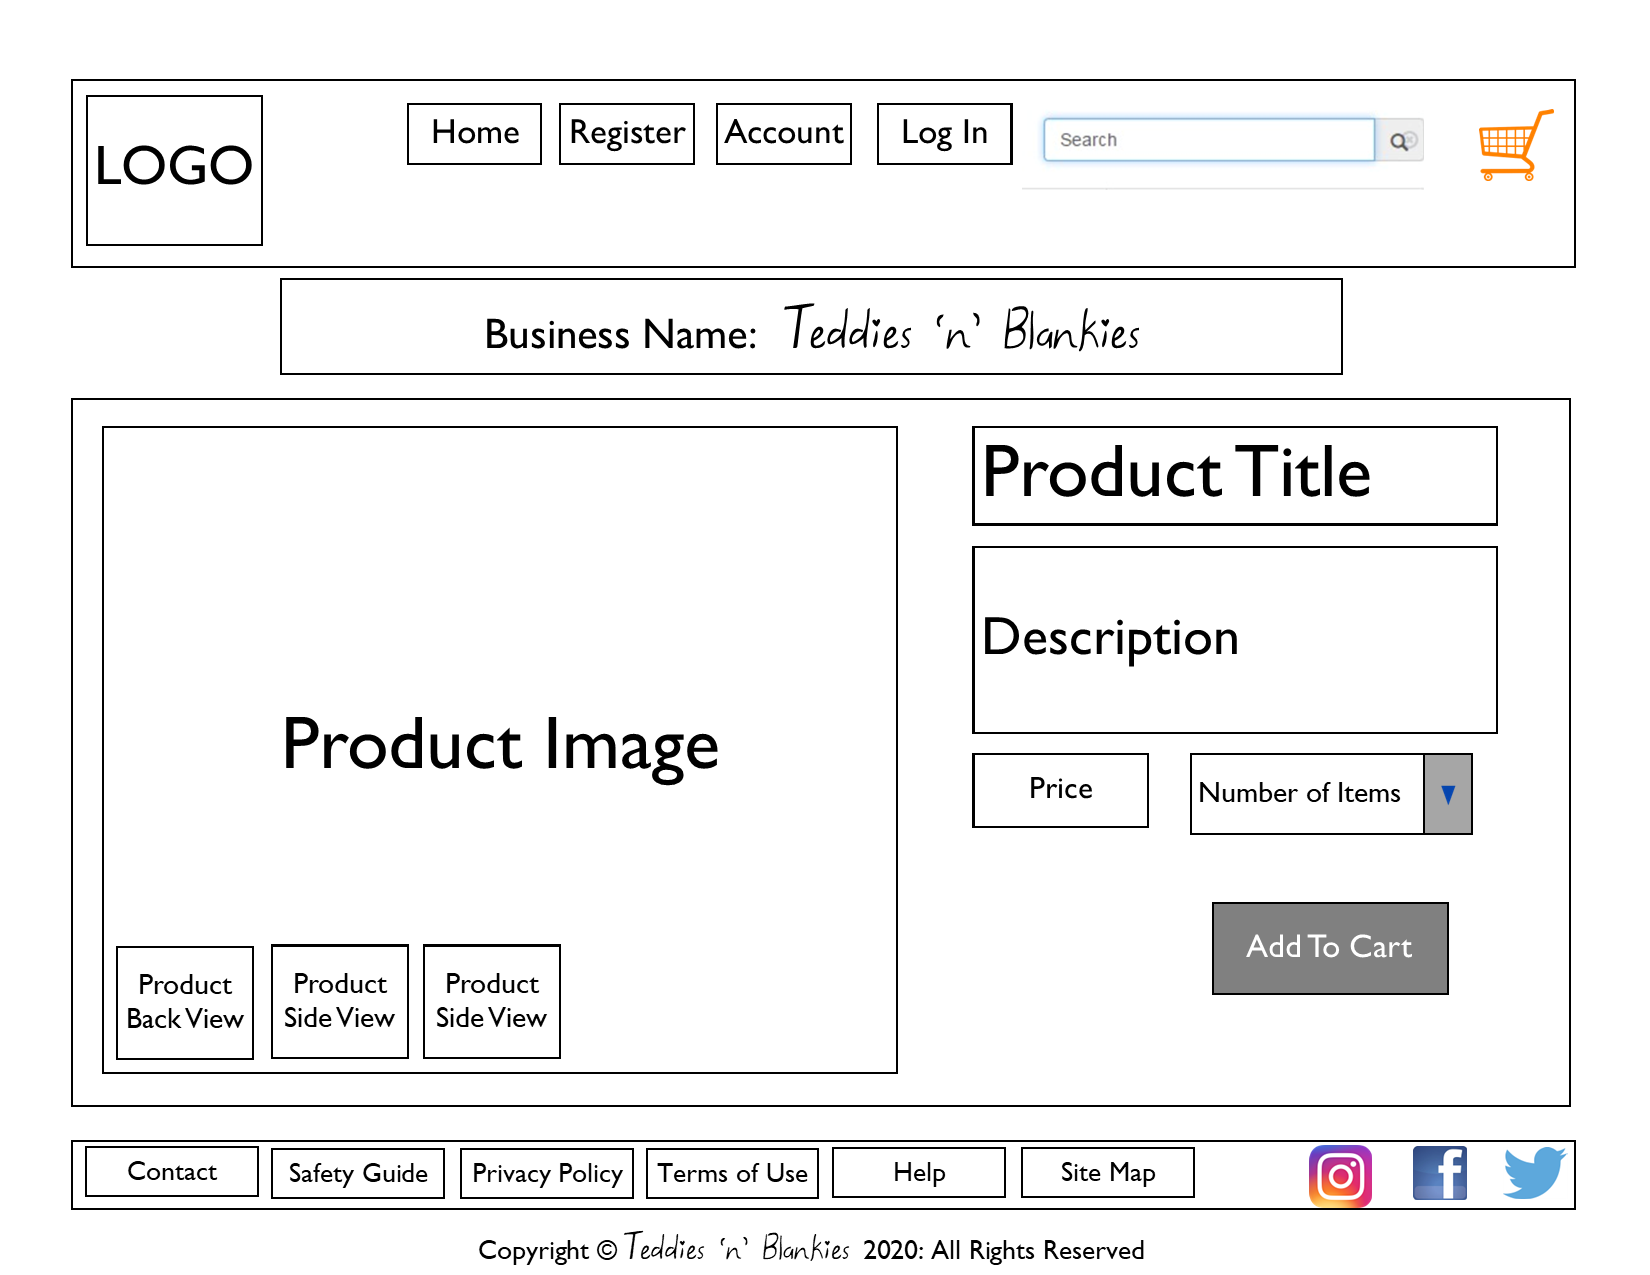 LOGO
Home
Register
Account
Log In
Search
Business Name: Teddies ‘n’ Blankies
Product Image
Product
Back View
Product
Side View
Product
Side View
Product Title
Description
Price
Number of Items
Add To Cart
Contact
Safety Guide
Privacy Policy
Terms of Use
Help
Site Map
Copyright © Teddies ‘n’ Blankies 2020: All Rights Reserved